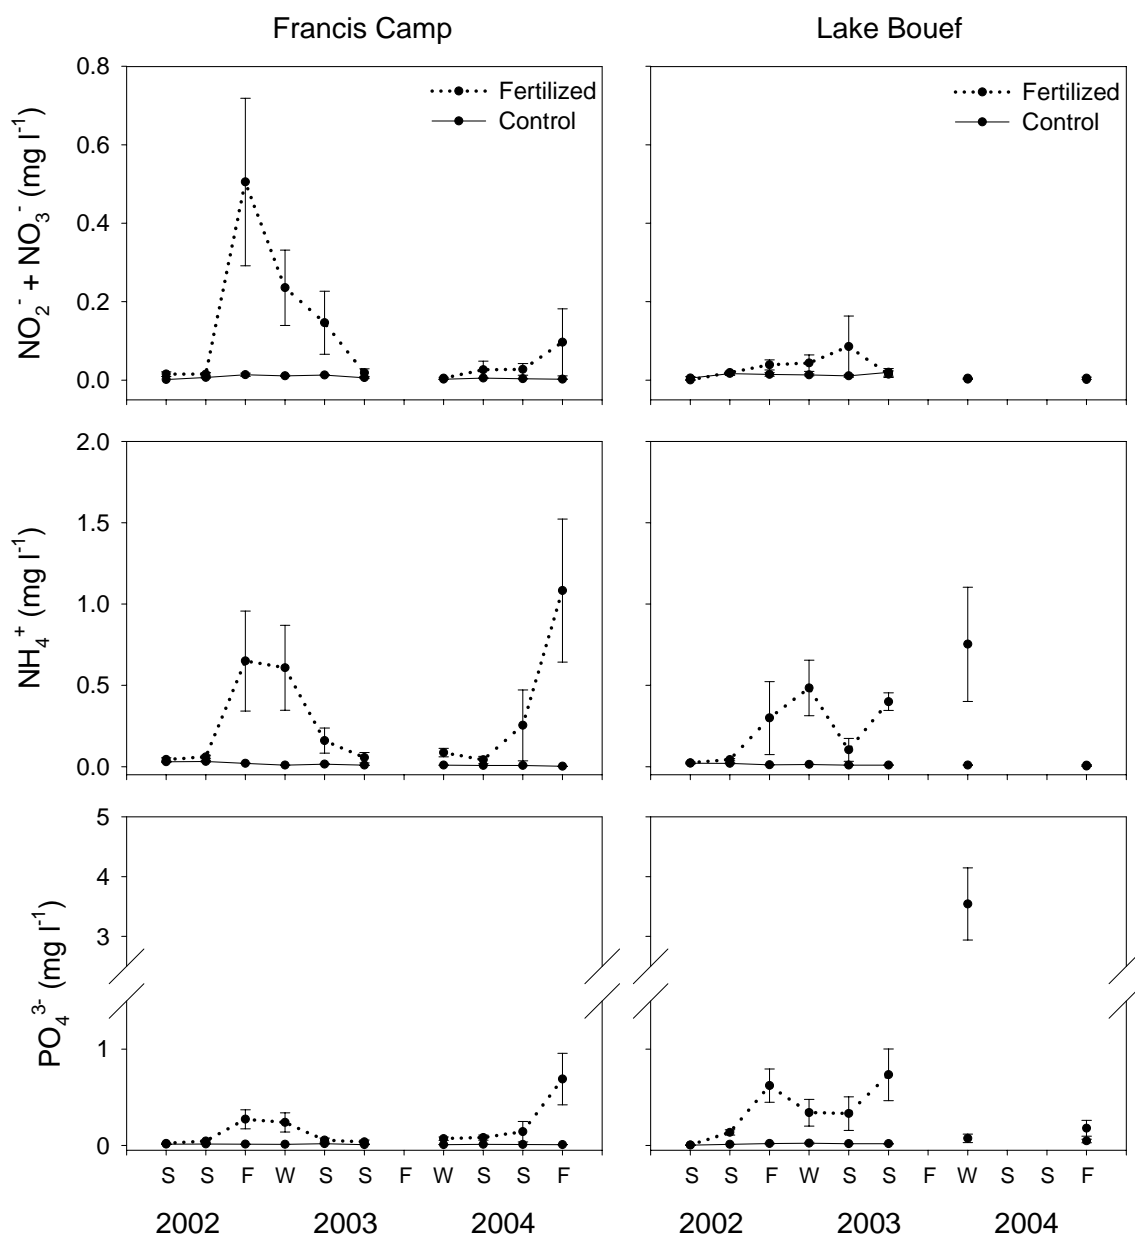 Francis Camp
Lake Bouef
NO₂⁻ + NO₃⁻ (mg l⁻¹)
0.8
0.6
0.4
0.2
0.0
Fertilized
Control
Fertilized
Control
NH₄⁺ (mg l⁻¹)
2.0
1.5
1.0
0.5
0.0
PO₄³⁻ (mg l⁻¹)
5
4
3
1
0
S S F W S S F W S S F
S S F W S S F W S S F
2002 2003 2004
2002 2003 2004